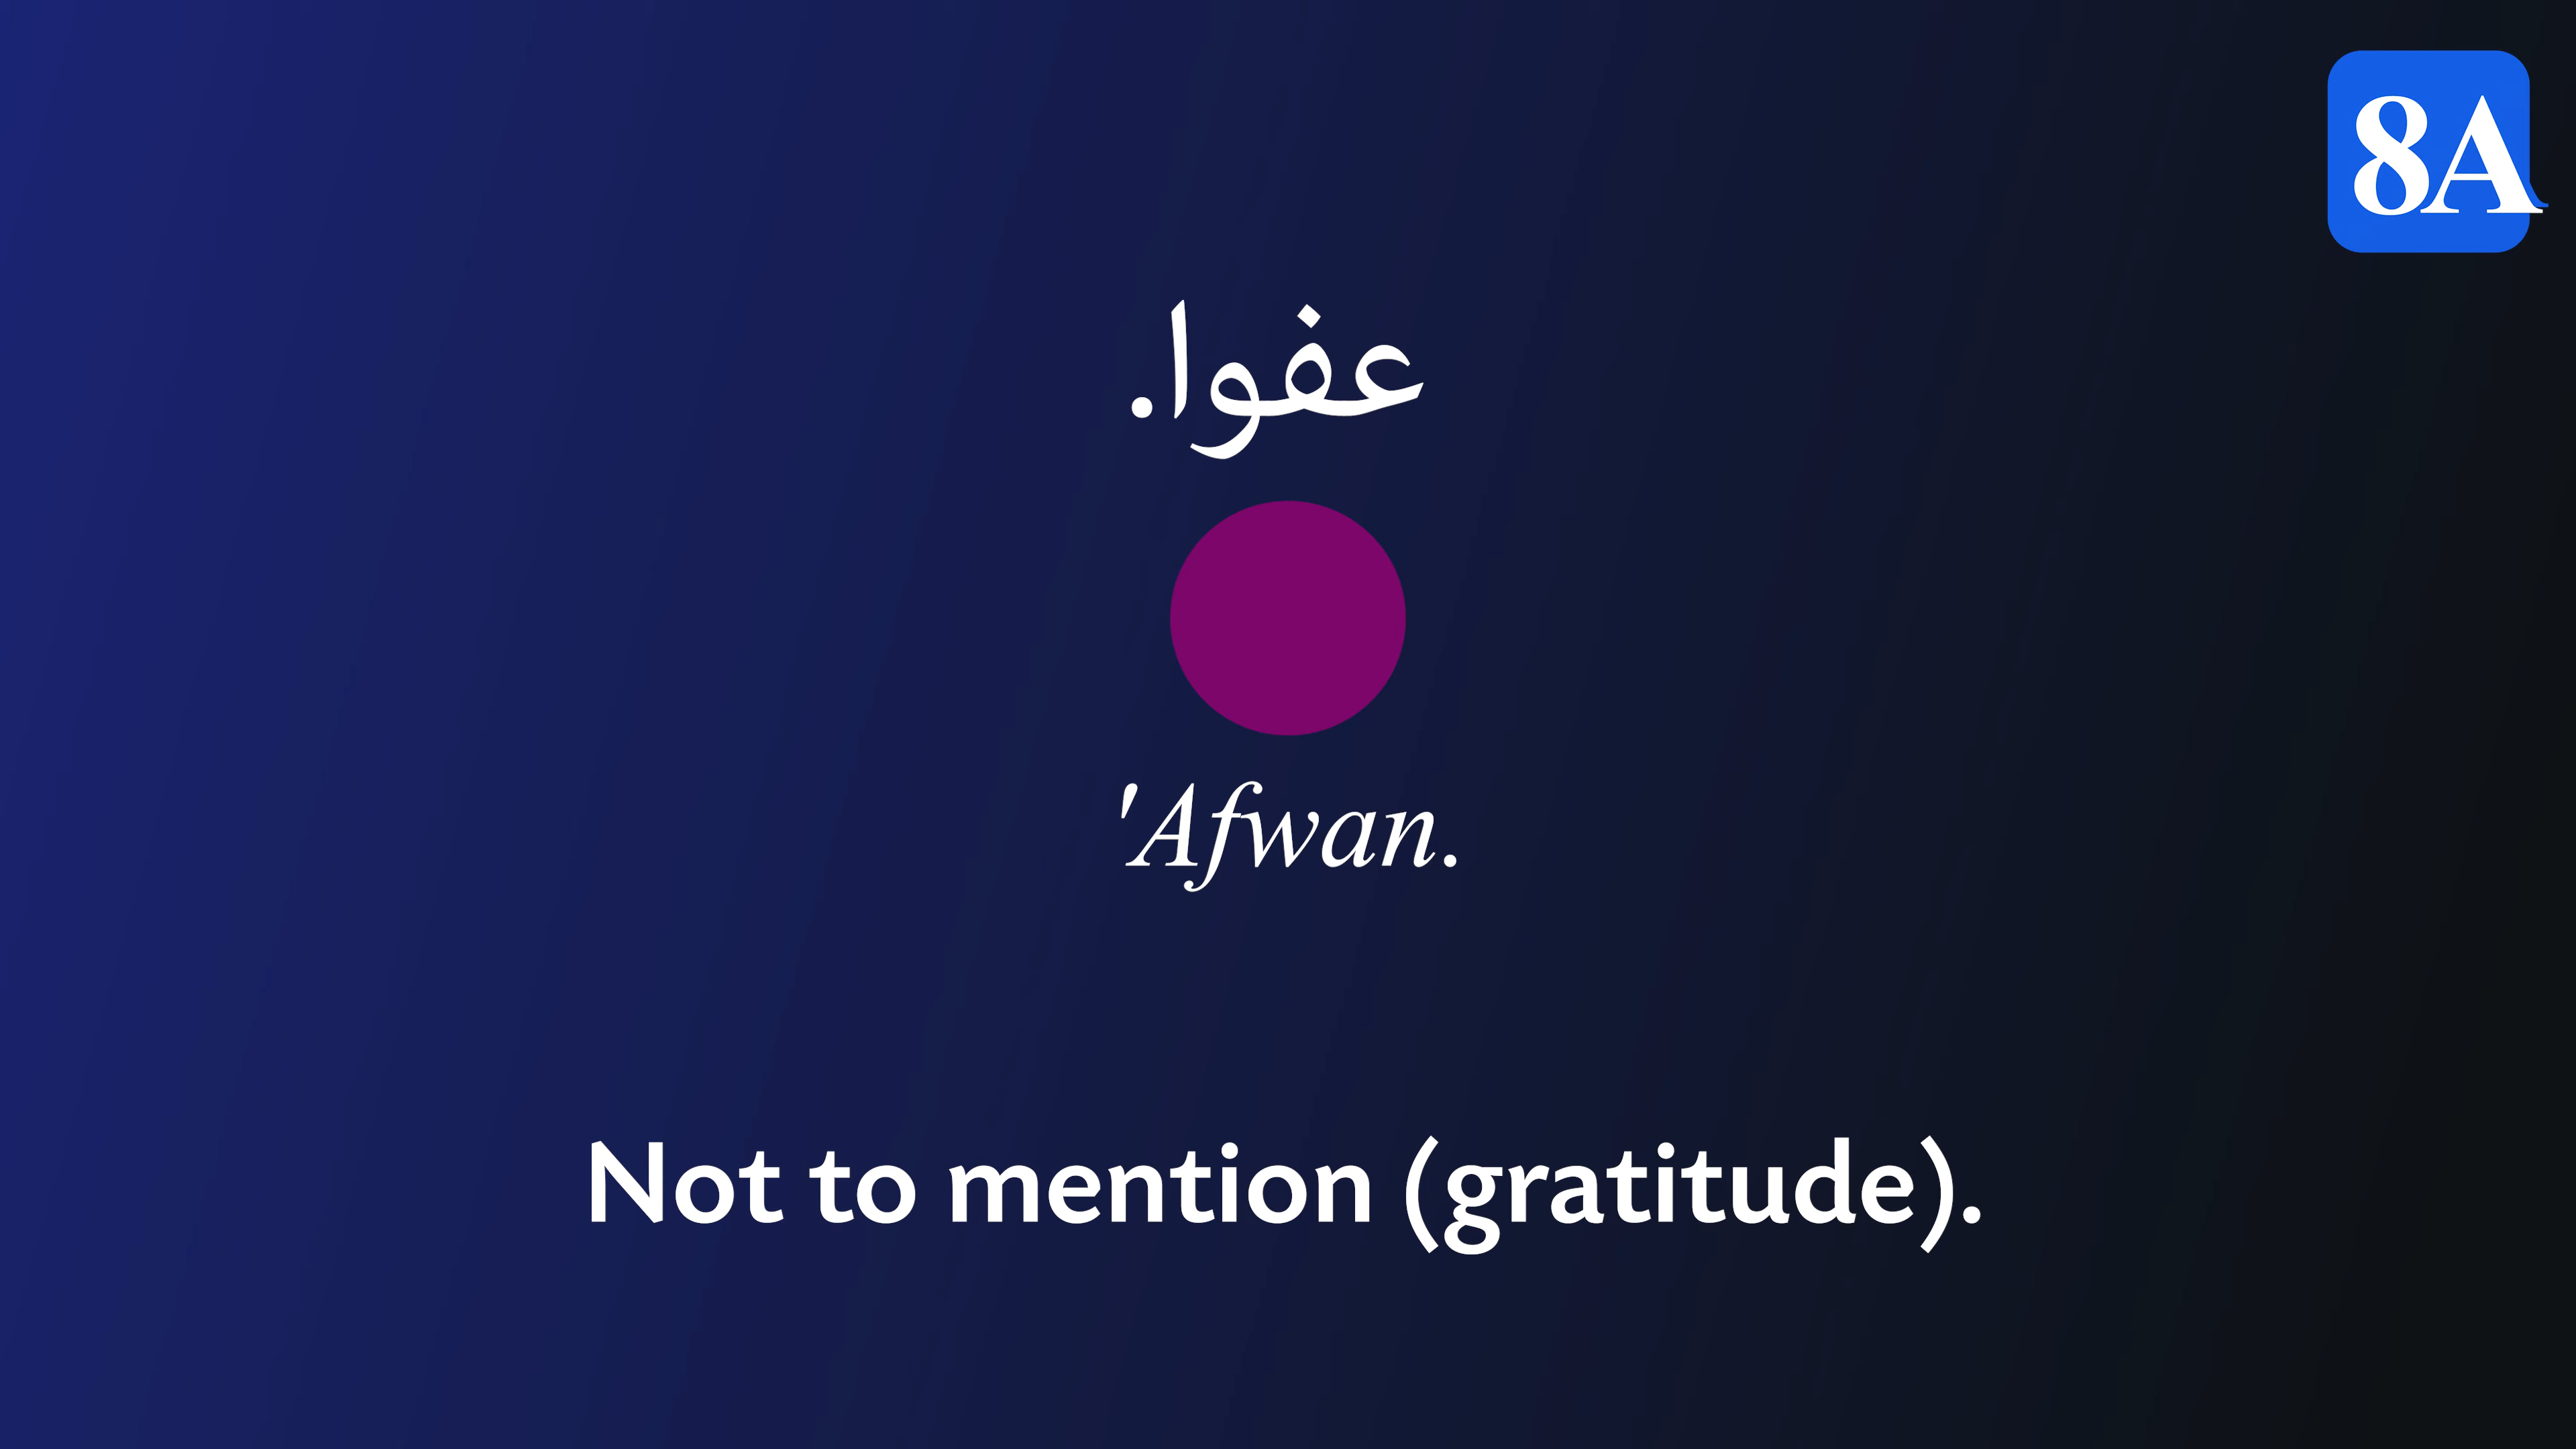 8A
عفوا.
'Afwan.
Not to mention (gratitude).